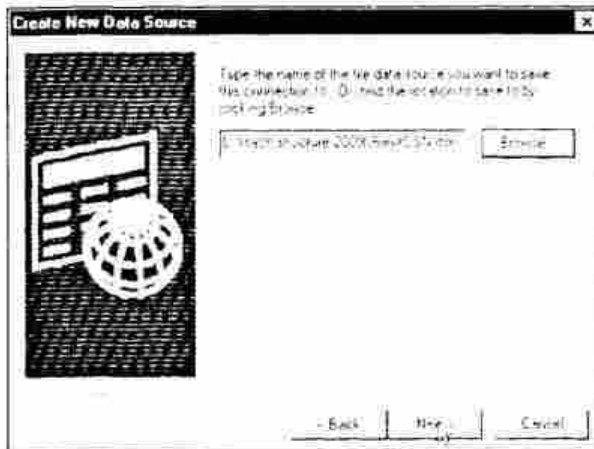 Create New Data Source
Type the name of the file data source you want to save
this connection to. Or, find the location to save to by
clicking Browse.
Browse...
< Back
Next >
Cancel